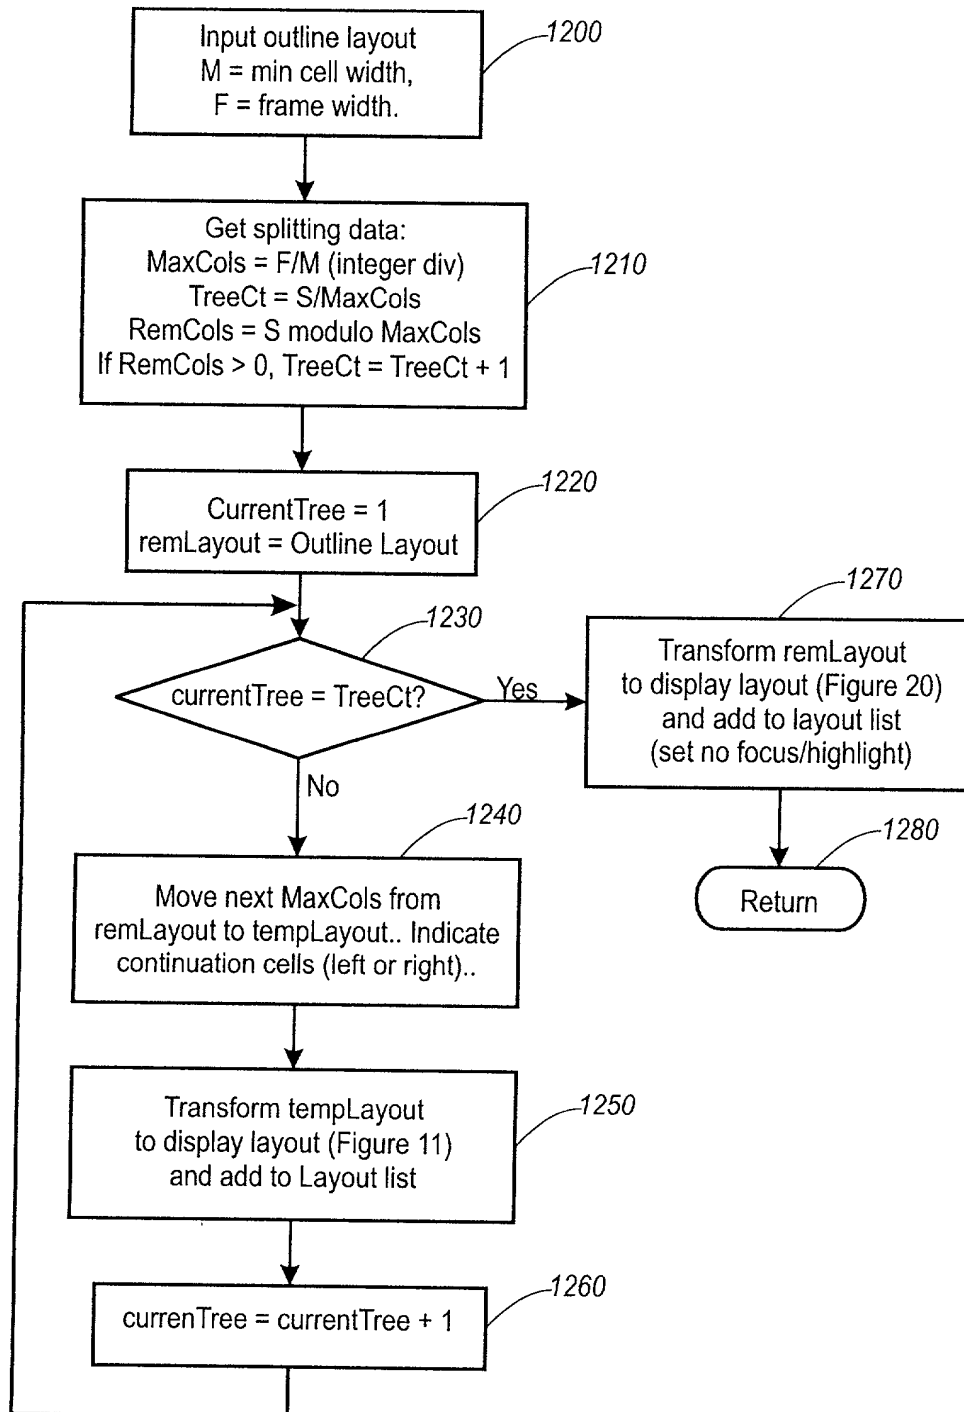 Input outline layout
M = min cell width,
F = frame width.
1200
Get splitting data:
MaxCols = F/M (integer div)
TreeCt = S/MaxCols
RemCols = S modulo MaxCols
If RemCols > 0, TreeCt = TreeCt + 1
1210
CurrentTree = 1
remLayout = Outline Layout
1220
currentTree = TreeCt?
1230
Yes
No
Transform remLayout
to display layout (Figure 20)
and add to layout list
(set no focus/highlight)
1270
Return
1280
Move next MaxCols from
remLayout to tempLayout.. Indicate
continuation cells (left or right)..
1240
Transform tempLayout
to display layout (Figure 11)
and add to Layout list
1250
currenTree = currentTree + 1
1260